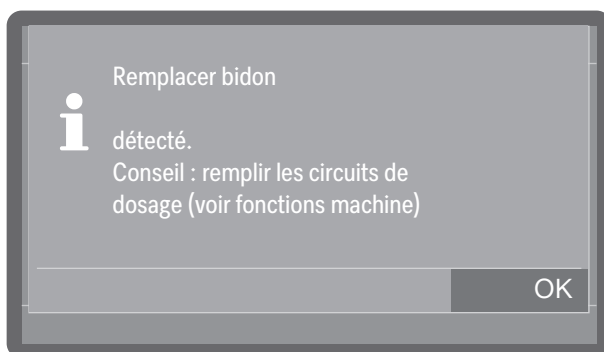 Remplacer bidon
détecté.
Conseil : remplir les circuits de
dosage (voir fonctions machine)
OK